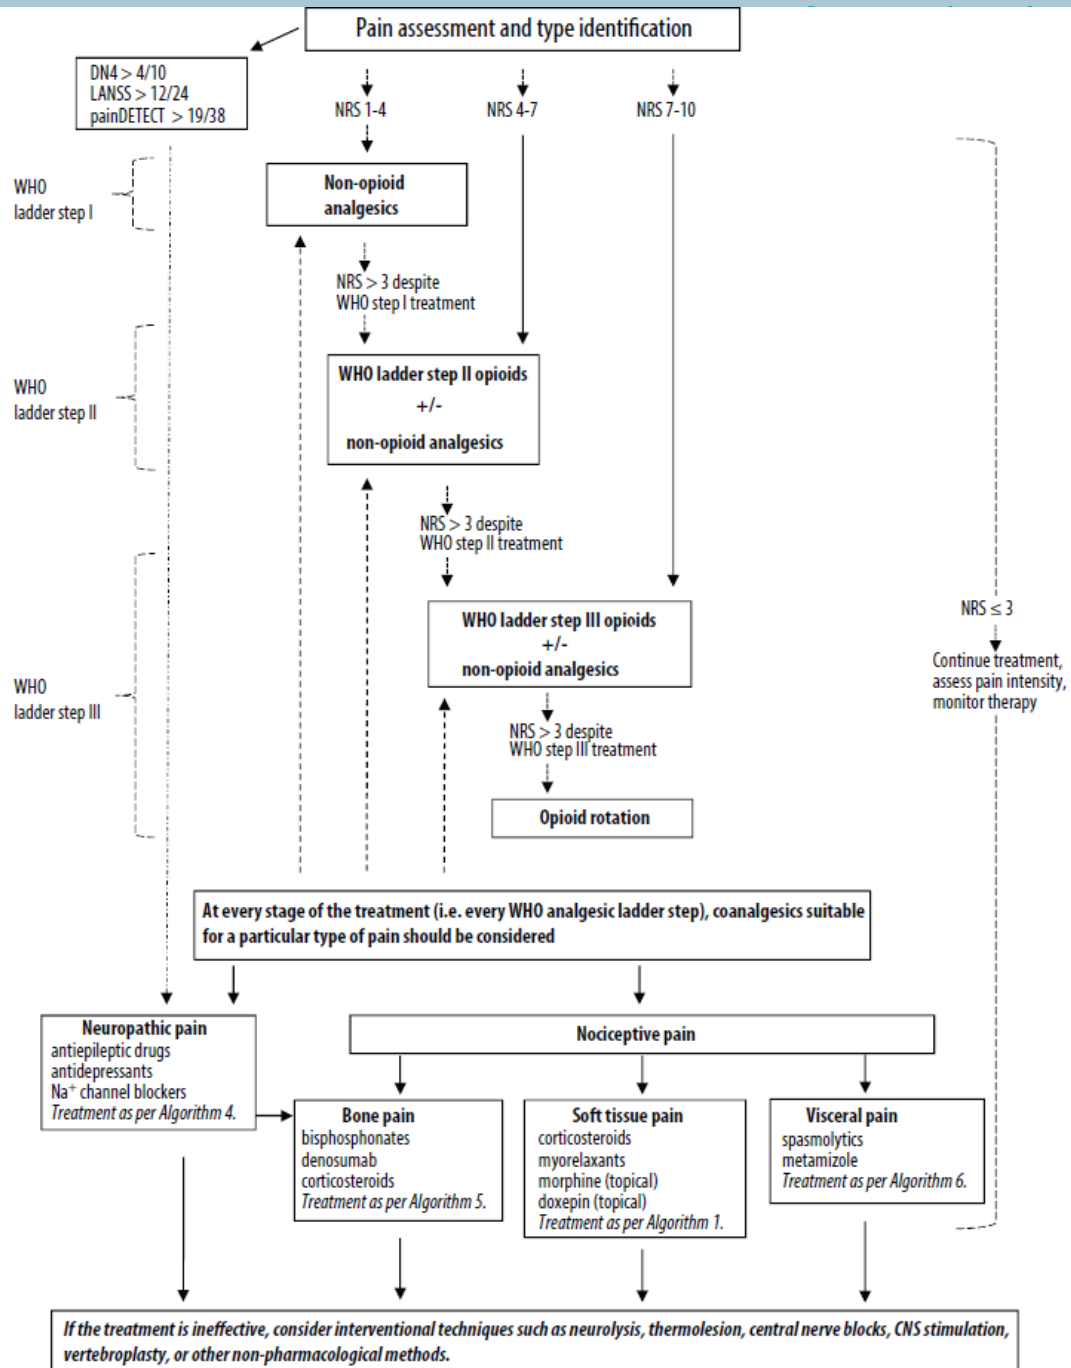 Pain assessment and type identification
DN4 > 4/10
LANSS > 12/24
painDETECT > 19/38
NRS 1-4
NRS 4-7
NRS 7-10
WHO
ladder step I
Non-opioid
analgesics
NRS > 3 despite
WHO step I treatment
WHO
ladder step II
WHO ladder step II opioids
+/-
non-opioid analgesics
NRS > 3 despite
WHO step II treatment
WHO
ladder step III
WHO ladder step III opioids
+/-
non-opioid analgesics
NRS > 3 despite
WHO step III treatment
Opioid rotation
NRS ≤ 3
Continue treatment,
assess pain intensity,
monitor therapy
At every stage of the treatment (i.e. every WHO analgesic ladder step), coanalgesics suitable
for a particular type of pain should be considered
Neuropathic pain
antiepileptic drugs
antidepressants
Na⁺ channel blockers
Treatment as per Algorithm 4.
Nociceptive pain
Bone pain
bisphosphonates
denosumab
corticosteroids
Treatment as per Algorithm 5.
Soft tissue pain
corticosteroids
myorelaxants
morphine (topical)
doxepin (topical)
Treatment as per Algorithm 1.
Visceral pain
spasmolytics
metamizole
Treatment as per Algorithm 6.
If the treatment is ineffective, consider interventional techniques such as neurolysis, thermolesion, central nerve blocks, CNS stimulation,
vertebroplasty, or other non-pharmacological methods.